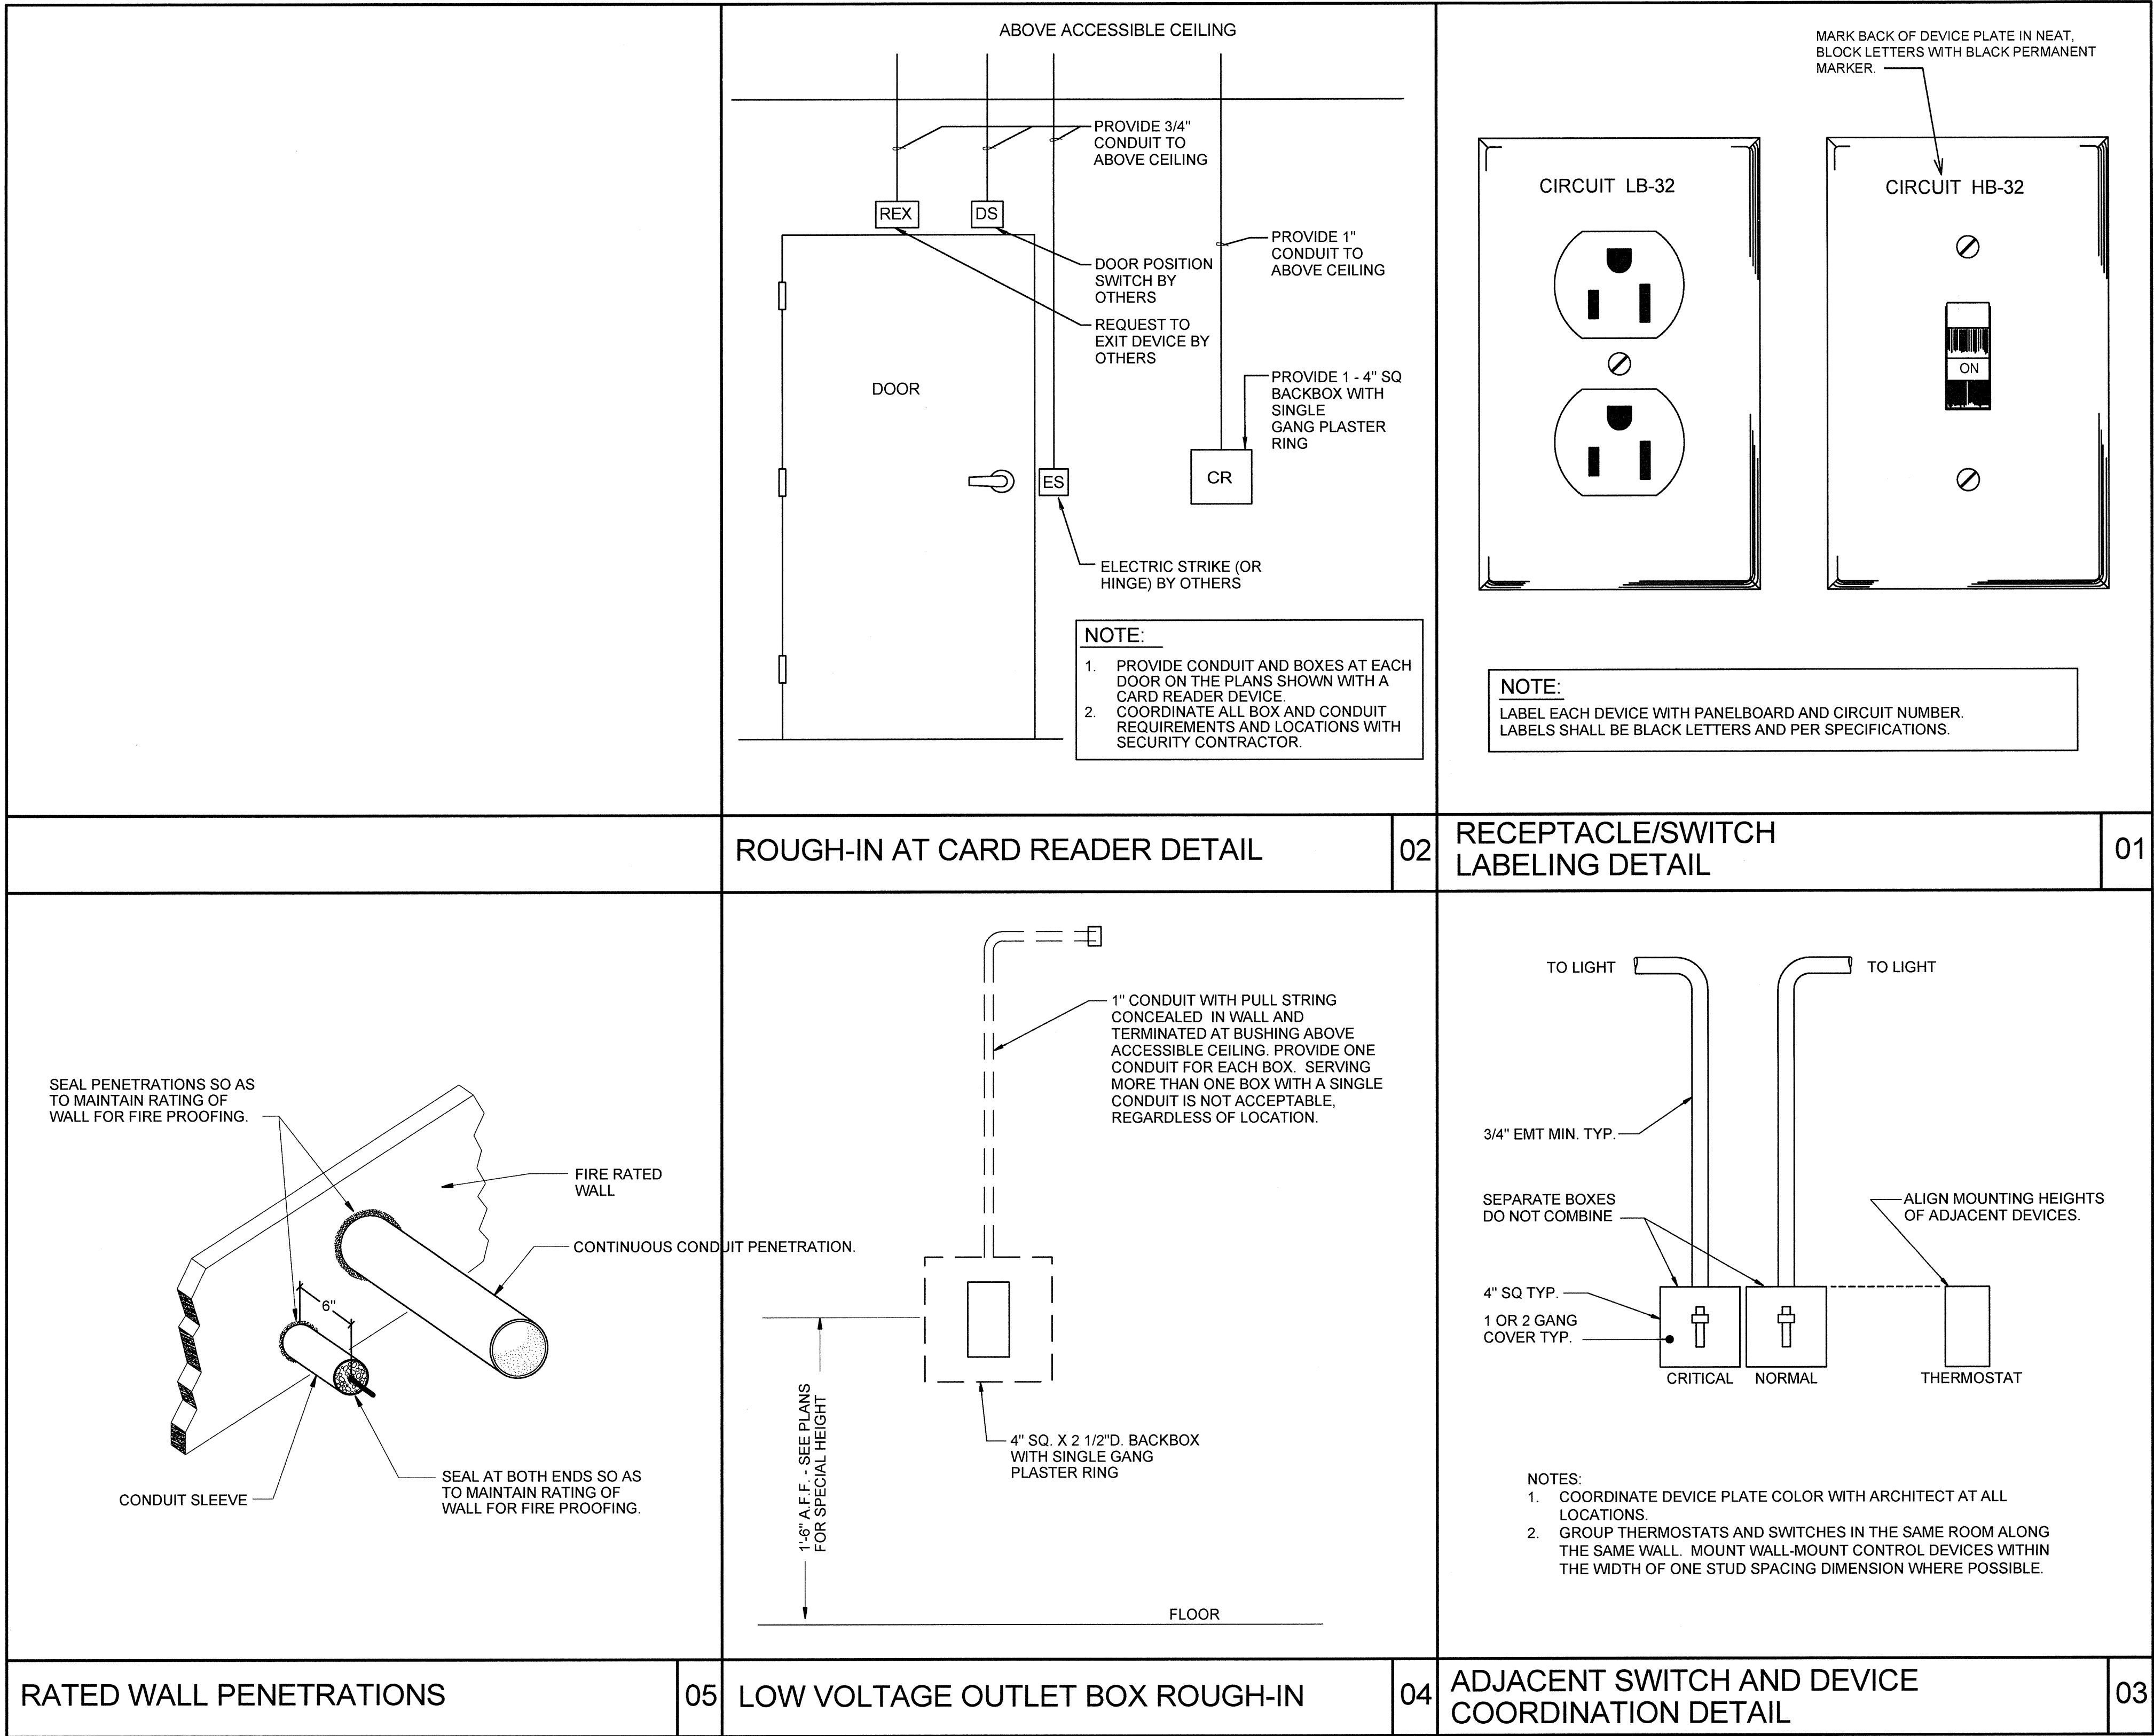 ABOVE ACCESSIBLE CEILING
PROVIDE 3/4"
CONDUIT TO
ABOVE CEILING
REX
DS
DOOR POSITION
SWITCH BY
OTHERS
REQUEST TO
EXIT DEVICE BY
OTHERS
PROVIDE 1"
CONDUIT TO
ABOVE CEILING
DOOR
PROVIDE 1 - 4" SQ
BACKBOX WITH
SINGLE
GANG PLASTER
RING
CR
ES
ELECTRIC STRIKE (OR
HINGE) BY OTHERS
NOTE:
1. PROVIDE CONDUIT AND BOXES AT EACH
DOOR ON THE PLANS SHOWN WITH A
CARD READER DEVICE.
2. COORDINATE ALL BOX AND CONDUIT
REQUIREMENTS AND LOCATIONS WITH
SECURITY CONTRACTOR.
ROUGH-IN AT CARD READER DETAIL
02
MARK BACK OF DEVICE PLATE IN NEAT,
BLOCK LETTERS WITH BLACK PERMANENT
MARKER.
CIRCUIT LB-32
CIRCUIT HB-32
ON
NOTE:
LABEL EACH DEVICE WITH PANELBOARD AND CIRCUIT NUMBER.
LABELS SHALL BE BLACK LETTERS AND PER SPECIFICATIONS.
RECEPTACLE/SWITCH
LABELING DETAIL
01
SEAL PENETRATIONS SO AS
TO MAINTAIN RATING OF
WALL FOR FIRE PROOFING.
FIRE RATED
WALL
CONTINUOUS CONDUIT PENETRATION.
6"
CONDUIT SLEEVE
SEAL AT BOTH ENDS SO AS
TO MAINTAIN RATING OF
WALL FOR FIRE PROOFING.
RATED WALL PENETRATIONS
05
1" CONDUIT WITH PULL STRING
CONCEALED IN WALL AND
TERMINATED AT BUSHING ABOVE
ACCESSIBLE CEILING. PROVIDE ONE
CONDUIT FOR EACH BOX. SERVING
MORE THAN ONE BOX WITH A SINGLE
CONDUIT IS NOT ACCEPTABLE,
REGARDLESS OF LOCATION.
1'-6" A.F.F. - SEE PLANS
FOR SPECIAL HEIGHT
4" SQ. X 2 1/2"D. BACKBOX
WITH SINGLE GANG
PLASTER RING
FLOOR
LOW VOLTAGE OUTLET BOX ROUGH-IN
04
TO LIGHT
TO LIGHT
3/4" EMT MIN. TYP.
SEPARATE BOXES
DO NOT COMBINE
ALIGN MOUNTING HEIGHTS
OF ADJACENT DEVICES.
4" SQ TYP.
1 OR 2 GANG
COVER TYP.
CRITICAL
NORMAL
THERMOSTAT
NOTES:
1. COORDINATE DEVICE PLATE COLOR WITH ARCHITECT AT ALL
LOCATIONS.
2. GROUP THERMOSTATS AND SWITCHES IN THE SAME ROOM ALONG
THE SAME WALL. MOUNT WALL-MOUNT CONTROL DEVICES WITHIN
THE WIDTH OF ONE STUD SPACING DIMENSION WHERE POSSIBLE.
ADJACENT SWITCH AND DEVICE
COORDINATION DETAIL
03